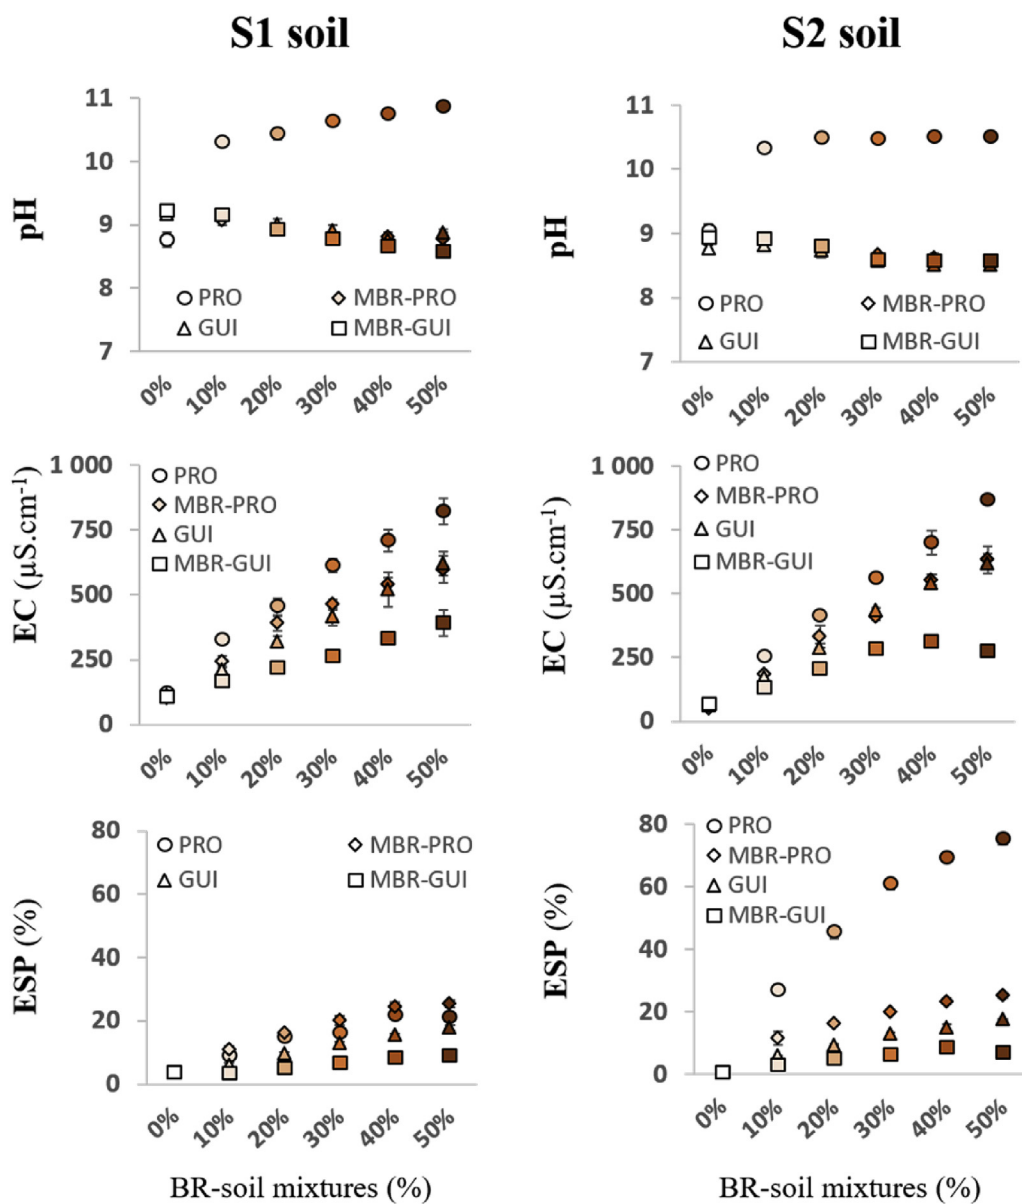 S1 soil
S2 soil
pH
11
10
9
8
7
PRO
MBR-PRO
GUI
MBR-GUI
0%
10%
20%
30%
40%
50%
pH
11
10
9
8
7
PRO
MBR-PRO
GUI
MBR-GUI
0%
10%
20%
30%
40%
50%
EC (µS.cm⁻¹)
1 000
750
500
250
0
PRO
MBR-PRO
GUI
MBR-GUI
0%
10%
20%
30%
40%
50%
EC (µS.cm⁻¹)
1 000
750
500
250
0
PRO
MBR-PRO
GUI
MBR-GUI
0%
10%
20%
30%
40%
50%
ESP (%)
80
60
40
20
0
PRO
MBR-PRO
GUI
MBR-GUI
0%
10%
20%
30%
40%
50%
BR-soil mixtures (%)
ESP (%)
80
60
40
20
0
PRO
MBR-PRO
GUI
MBR-GUI
0%
10%
20%
30%
40%
50%
BR-soil mixtures (%)